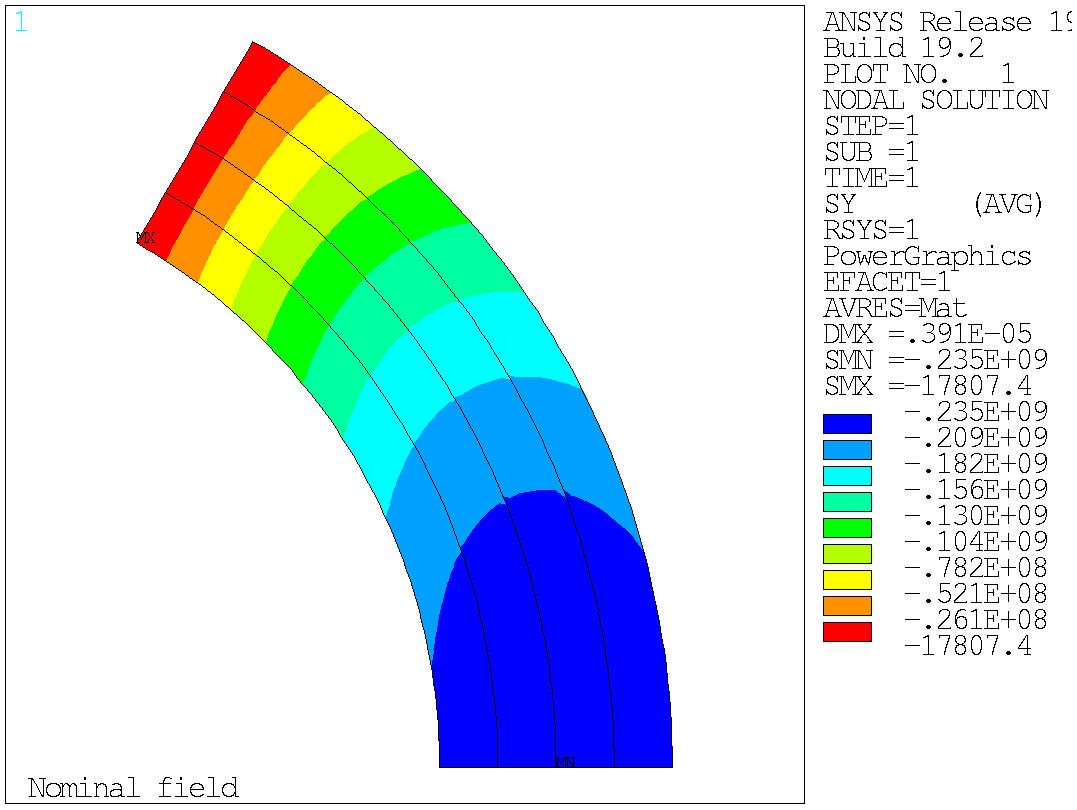 1
ANSYS Release 19
Build 19.2
PLOT NO. 1
NODAL SOLUTION
STEP=1
SUB =1
TIME=1
SY (AVG)
RSYS=1
PowerGraphics
EFACET=1
AVRES=Mat
DMX =.391E-05
SMN =-.235E+09
SMX =-17807.4
-.235E+09
-.209E+09
-.182E+09
-.156E+09
-.130E+09
-.104E+09
-.782E+08
-.521E+08
-.261E+08
-17807.4
MX
MN
Nominal field